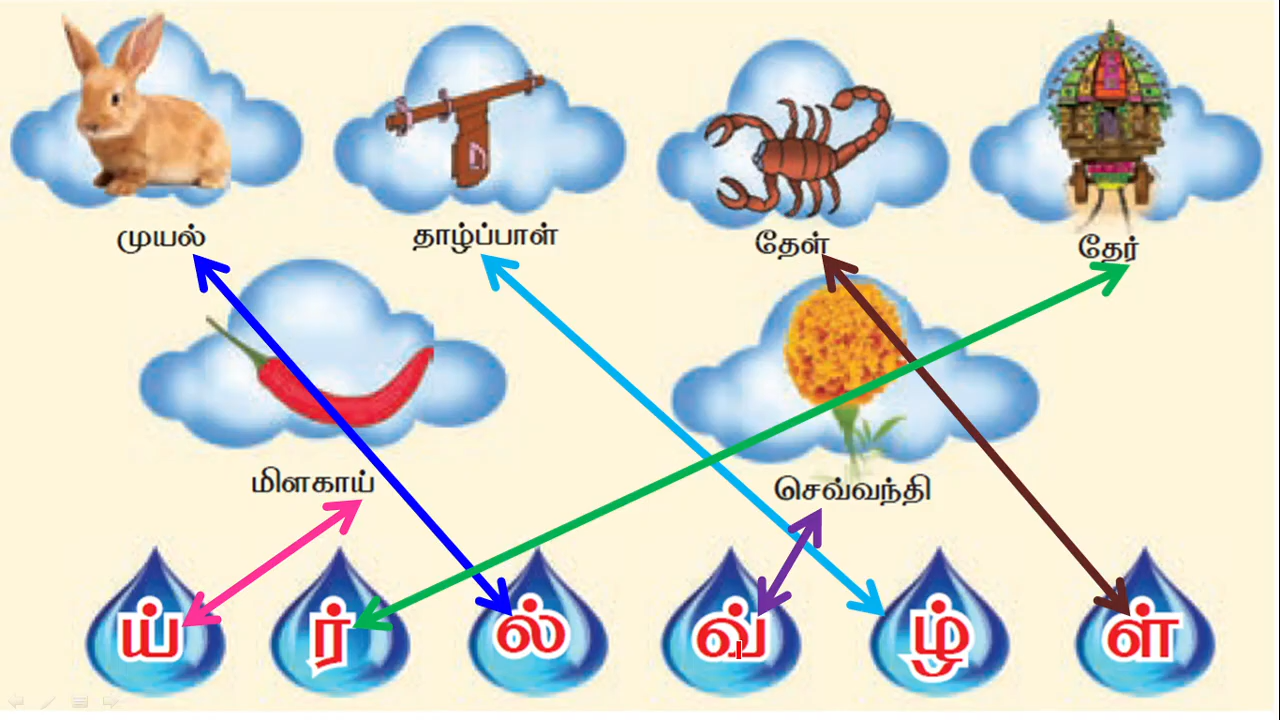 முயல் தாழ்ப்பாள் தேள் தேர்
மிளகாய் செவ்வந்தி
ய் ர் ல் வ் ழ் ள்